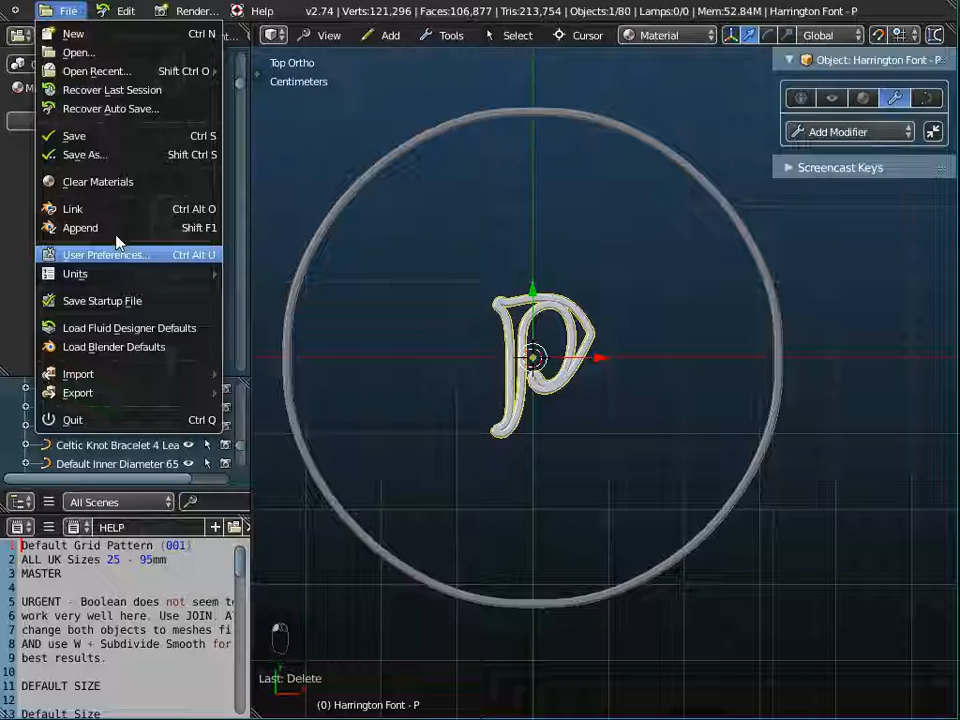 File Edit Render... Help v2.74 | Verts:121,296 | Faces:106,877 | Tris:213,754 | Objects:1/80 | Lamps:0/0 | Mem:52.84M | Harrington Font - P
View Add Tools Select Cursor Material Global
New Ctrl N
Open...
Open Recent... Shift Ctrl O
Recover Last Session
Recover Auto Save...
Save Ctrl S
Save As... Shift Ctrl S
Clear Materials
Link Ctrl Alt O
Append Shift F1
User Preferences... Ctrl Alt U
Units
Save Startup File
Load Fluid Designer Defaults
Load Blender Defaults
Import
Export
Quit Ctrl Q
Celtic Knot Bracelet 4 Lea
Default Inner Diameter 65
All Scenes
HELP
1 Default Grid Pattern (001)
2 ALL UK Sizes 25 - 95mm
3 MASTER
4
5 URGENT - Boolean does not seem t
6 work very well here. Use JOIN. A
7 change both objects to meshes fi
8 AND use W + Subdivide Smooth for
9 best results.
10
11 DEFAULT SIZE
12
13 Default Size
Top Ortho
Centimeters
P
Last: Delete
(0) Harrington Font - P
Object: Harrington Font - P
Add Modifier
Screencast Keys